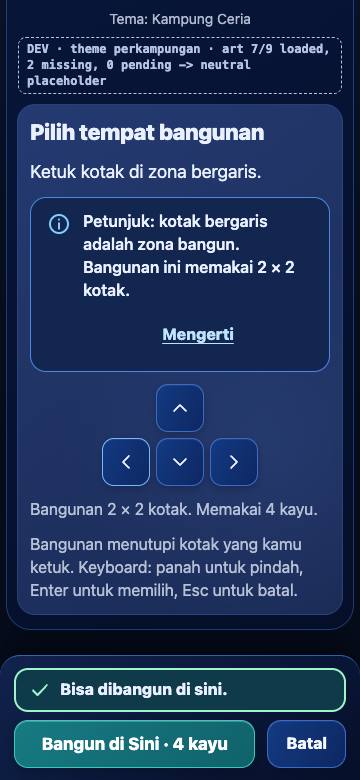 Tema: Kampung Ceria
DEV · theme perkampungan · art 7/9 loaded,
2 missing, 0 pending —> neutral
placeholder
Pilih tempat bangunan
Ketuk kotak di zona bergaris.
Petunjuk: kotak bergaris
adalah zona bangun.
Bangunan ini memakai 2 × 2
kotak.
Mengerti
Bangunan 2 × 2 kotak. Memakai 4 kayu.
Bangunan menutupi kotak yang kamu
ketuk. Keyboard: panah untuk pindah,
Enter untuk memilih, Esc untuk batal.
Bisa dibangun di sini.
Bangun di Sini · 4 kayu
Batal